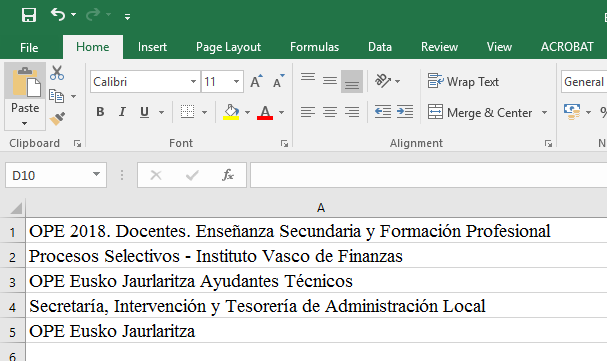 File Home Insert Page Layout Formulas Data Review View ACROBAT
Paste Calibri 11 A A Wrap Text General
B I U A Merge & Center %
Clipboard Font Alignment N
D10 fx
A
1 OPE 2018. Docentes. Enseñanza Secundaria y Formación Profesional
2 Procesos Selectivos - Instituto Vasco de Finanzas
3 OPE Eusko Jaurlaritza Ayudantes Técnicos
4 Secretaría, Intervención y Tesorería de Administración Local
5 OPE Eusko Jaurlaritza
6